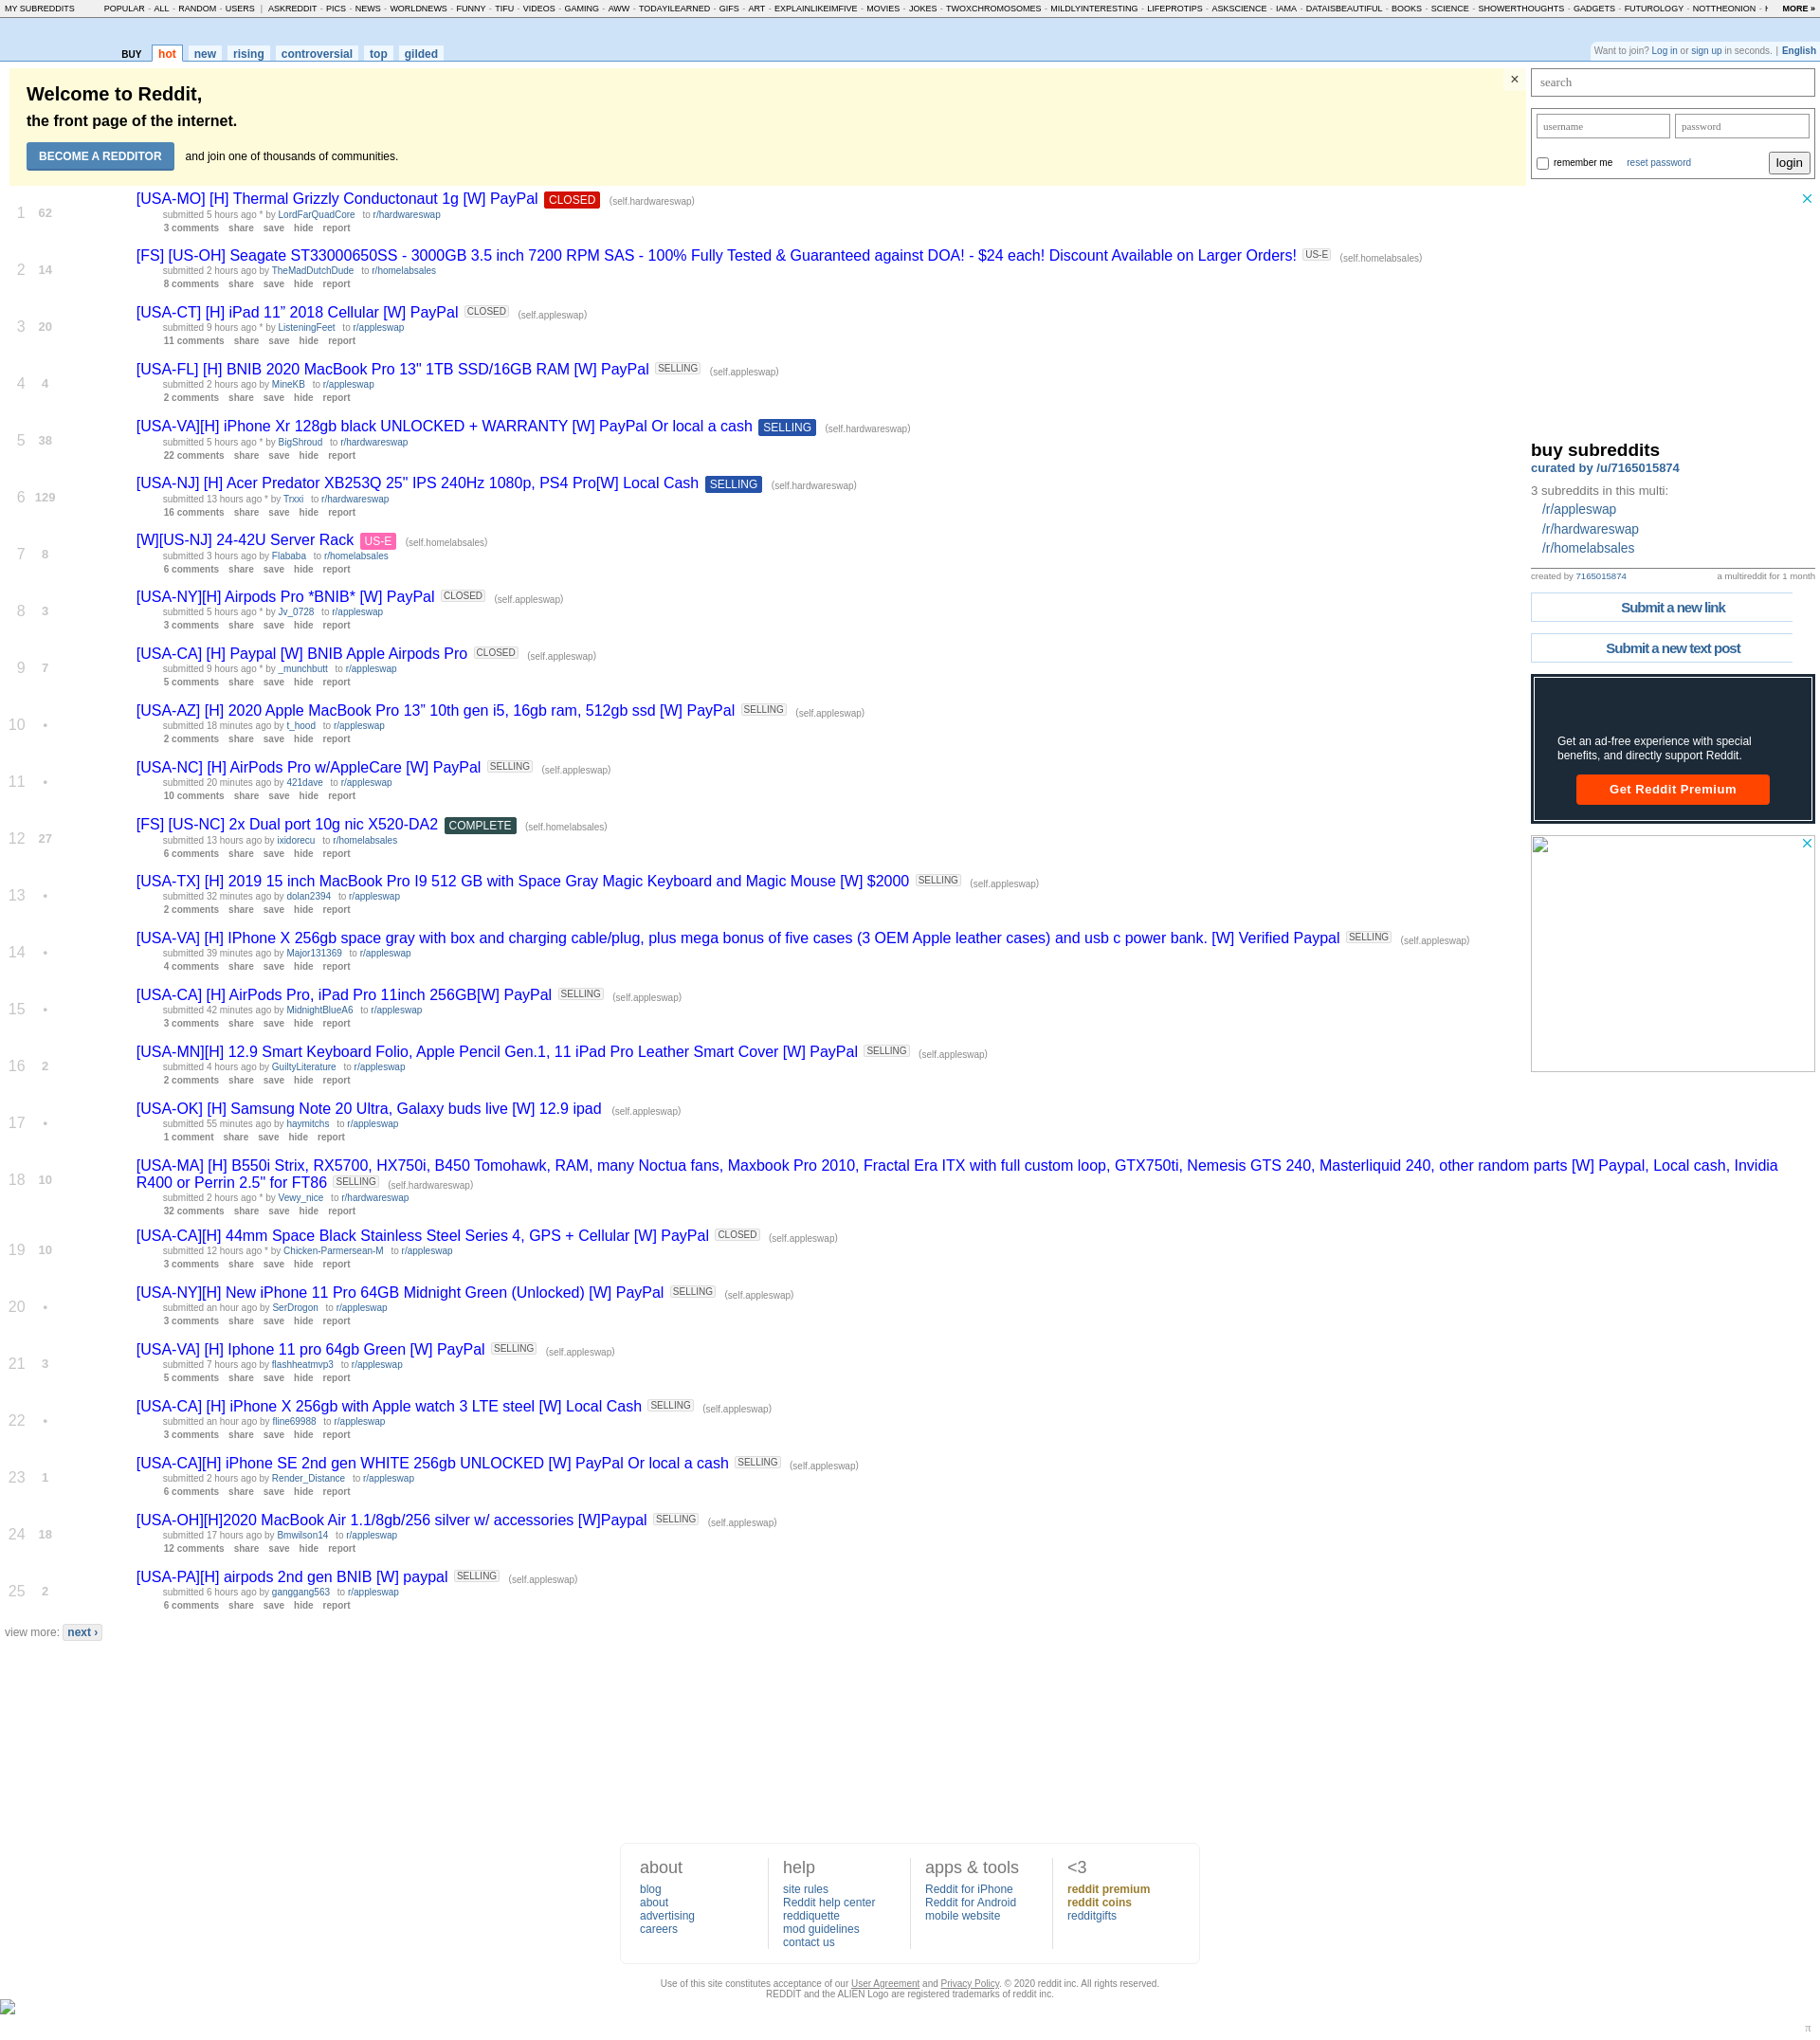 MY SUBREDDITS POPULAR - ALL - RANDOM - USERS | ASKREDDIT - PICS - NEWS - WORLDNEWS - FUNNY - TIFU - VIDEOS - GAMING - AWW - TODAYILEARNED - GIFS - ART - EXPLAINLIKEIMFIVE - MOVIES - JOKES - TWOXCHROMOSOMES - MILDLYINTERESTING - LIFEPROTIPS - ASKSCIENCE - IAMA - DATAISBEAUTIFUL - BOOKS - SCIENCE - SHOWERTHOUGHTS - GADGETS - FUTUROLOGY - NOTTHEONION - MORE »
BUY hot new rising controversial top gilded
Want to join? Log in or sign up in seconds. | English
Welcome to Reddit,
the front page of the internet.
BECOME A REDDITOR and join one of thousands of communities.
×
search
username password
remember me reset password login
1 62 [USA-MO] [H] Thermal Grizzly Conductonaut 1g [W] PayPal CLOSED (self.hardwareswap)
submitted 5 hours ago * by LordFarQuadCore to r/hardwareswap
3 comments share save hide report
2 14 [FS] [US-OH] Seagate ST33000650SS - 3000GB 3.5 inch 7200 RPM SAS - 100% Fully Tested & Guaranteed against DOA! - $24 each! Discount Available on Larger Orders! US-E (self.homelabsales)
submitted 2 hours ago by TheMadDutchDude to r/homelabsales
8 comments share save hide report
3 20 [USA-CT] [H] iPad 11” 2018 Cellular [W] PayPal CLOSED (self.appleswap)
submitted 9 hours ago * by ListeningFeet to r/appleswap
11 comments share save hide report
4 4 [USA-FL] [H] BNIB 2020 MacBook Pro 13" 1TB SSD/16GB RAM [W] PayPal SELLING (self.appleswap)
submitted 2 hours ago by MineKB to r/appleswap
2 comments share save hide report
5 38 [USA-VA][H] iPhone Xr 128gb black UNLOCKED + WARRANTY [W] PayPal Or local a cash SELLING (self.hardwareswap)
submitted 5 hours ago * by BigShroud to r/hardwareswap
22 comments share save hide report
6 129 [USA-NJ] [H] Acer Predator XB253Q 25" IPS 240Hz 1080p, PS4 Pro[W] Local Cash SELLING (self.hardwareswap)
submitted 13 hours ago * by Trxxi to r/hardwareswap
16 comments share save hide report
7 8 [W][US-NJ] 24-42U Server Rack US-E (self.homelabsales)
submitted 3 hours ago by Flababa to r/homelabsales
6 comments share save hide report
8 3 [USA-NY][H] Airpods Pro *BNIB* [W] PayPal CLOSED (self.appleswap)
submitted 5 hours ago * by Jv_0728 to r/appleswap
3 comments share save hide report
9 7 [USA-CA] [H] Paypal [W] BNIB Apple Airpods Pro CLOSED (self.appleswap)
submitted 9 hours ago * by _munchbutt to r/appleswap
5 comments share save hide report
10 • [USA-AZ] [H] 2020 Apple MacBook Pro 13” 10th gen i5, 16gb ram, 512gb ssd [W] PayPal SELLING (self.appleswap)
submitted 18 minutes ago by t_hood to r/appleswap
2 comments share save hide report
11 • [USA-NC] [H] AirPods Pro w/AppleCare [W] PayPal SELLING (self.appleswap)
submitted 20 minutes ago by 421dave to r/appleswap
10 comments share save hide report
12 27 [FS] [US-NC] 2x Dual port 10g nic X520-DA2 COMPLETE (self.homelabsales)
submitted 13 hours ago by ixidorecu to r/homelabsales
6 comments share save hide report
13 • [USA-TX] [H] 2019 15 inch MacBook Pro I9 512 GB with Space Gray Magic Keyboard and Magic Mouse [W] $2000 SELLING (self.appleswap)
submitted 32 minutes ago by dolan2394 to r/appleswap
2 comments share save hide report
14 • [USA-VA] [H] IPhone X 256gb space gray with box and charging cable/plug, plus mega bonus of five cases (3 OEM Apple leather cases) and usb c power bank. [W] Verified Paypal SELLING (self.appleswap)
submitted 39 minutes ago by Major131369 to r/appleswap
4 comments share save hide report
15 • [USA-CA] [H] AirPods Pro, iPad Pro 11inch 256GB[W] PayPal SELLING (self.appleswap)
submitted 42 minutes ago by MidnightBlueA6 to r/appleswap
3 comments share save hide report
16 2 [USA-MN][H] 12.9 Smart Keyboard Folio, Apple Pencil Gen.1, 11 iPad Pro Leather Smart Cover [W] PayPal SELLING (self.appleswap)
submitted 4 hours ago by GuiltyLiterature to r/appleswap
2 comments share save hide report
17 • [USA-OK] [H] Samsung Note 20 Ultra, Galaxy buds live [W] 12.9 ipad (self.appleswap)
submitted 55 minutes ago by haymitchs to r/appleswap
1 comment share save hide report
18 10 [USA-MA] [H] B550i Strix, RX5700, HX750i, B450 Tomohawk, RAM, many Noctua fans, Maxbook Pro 2010, Fractal Era ITX with full custom loop, GTX750ti, Nemesis GTS 240, Masterliquid 240, other random parts [W] Paypal, Local cash, Invidia
R400 or Perrin 2.5" for FT86 SELLING (self.hardwareswap)
submitted 2 hours ago * by Vewy_nice to r/hardwareswap
32 comments share save hide report
19 10 [USA-CA][H] 44mm Space Black Stainless Steel Series 4, GPS + Cellular [W] PayPal CLOSED (self.appleswap)
submitted 12 hours ago * by Chicken-Parmersean-M to r/appleswap
3 comments share save hide report
20 • [USA-NY][H] New iPhone 11 Pro 64GB Midnight Green (Unlocked) [W] PayPal SELLING (self.appleswap)
submitted an hour ago by SerDrogon to r/appleswap
3 comments share save hide report
21 3 [USA-VA] [H] Iphone 11 pro 64gb Green [W] PayPal SELLING (self.appleswap)
submitted 7 hours ago by flashheatmvp3 to r/appleswap
5 comments share save hide report
22 • [USA-CA] [H] iPhone X 256gb with Apple watch 3 LTE steel [W] Local Cash SELLING (self.appleswap)
submitted an hour ago by fline69988 to r/appleswap
3 comments share save hide report
23 1 [USA-CA][H] iPhone SE 2nd gen WHITE 256gb UNLOCKED [W] PayPal Or local a cash SELLING (self.appleswap)
submitted 2 hours ago by Render_Distance to r/appleswap
6 comments share save hide report
24 18 [USA-OH][H]2020 MacBook Air 1.1/8gb/256 silver w/ accessories [W]Paypal SELLING (self.appleswap)
submitted 17 hours ago by Bmwilson14 to r/appleswap
12 comments share save hide report
25 2 [USA-PA][H] airpods 2nd gen BNIB [W] paypal SELLING (self.appleswap)
submitted 6 hours ago by ganggang563 to r/appleswap
6 comments share save hide report
view more: next ›
buy subreddits
curated by /u/7165015874
3 subreddits in this multi:
/r/appleswap
/r/hardwareswap
/r/homelabsales
created by 7165015874 a multireddit for 1 month
Submit a new link
Submit a new text post
Get an ad-free experience with special
benefits, and directly support Reddit.
Get Reddit Premium
about
blog
about
advertising
careers
help
site rules
Reddit help center
reddiquette
mod guidelines
contact us
apps & tools
Reddit for iPhone
Reddit for Android
mobile website
<3
reddit premium
reddit coins
redditgifts
Use of this site constitutes acceptance of our User Agreement and Privacy Policy. © 2020 reddit inc. All rights reserved.
REDDIT and the ALIEN Logo are registered trademarks of reddit inc.
π